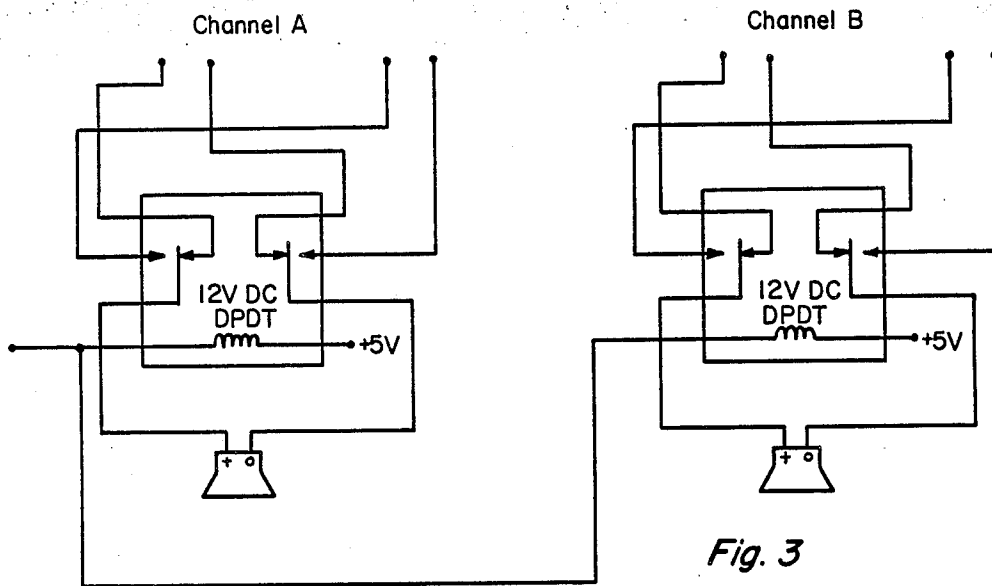 Channel A
Channel B
12V DC
DPDT
+5V
12V DC
DPDT
+5V
+ o
+ o
Fig. 3